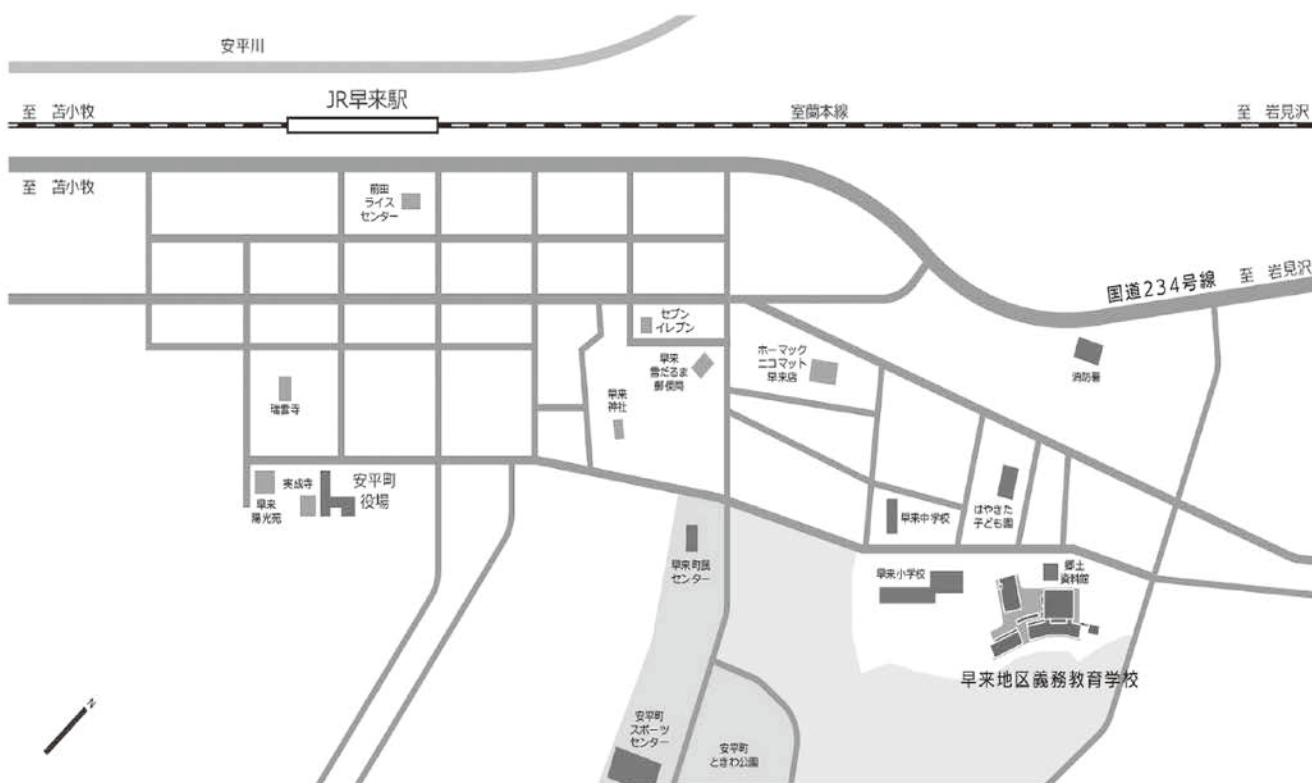 安平川
至 苫小牧
JR早来駅
室蘭本線
至 岩見沢
至 苫小牧
前田
ライス
センター
国道234号線 至 岩見沢
セブン
イレブン
早来
雪だるま
郵便局
ホーマック
ニコマット
早来店
消防署
瑞雲寺
早来
神社
早来
陽光苑
実成寺
安平町
役場
早来中学校
はやきた
子ども園
早来町民
センター
早来小学校
郷土
資料館
早来地区義務教育学校
安平町
スポーツ
センター
安平町
ときわ公園
N